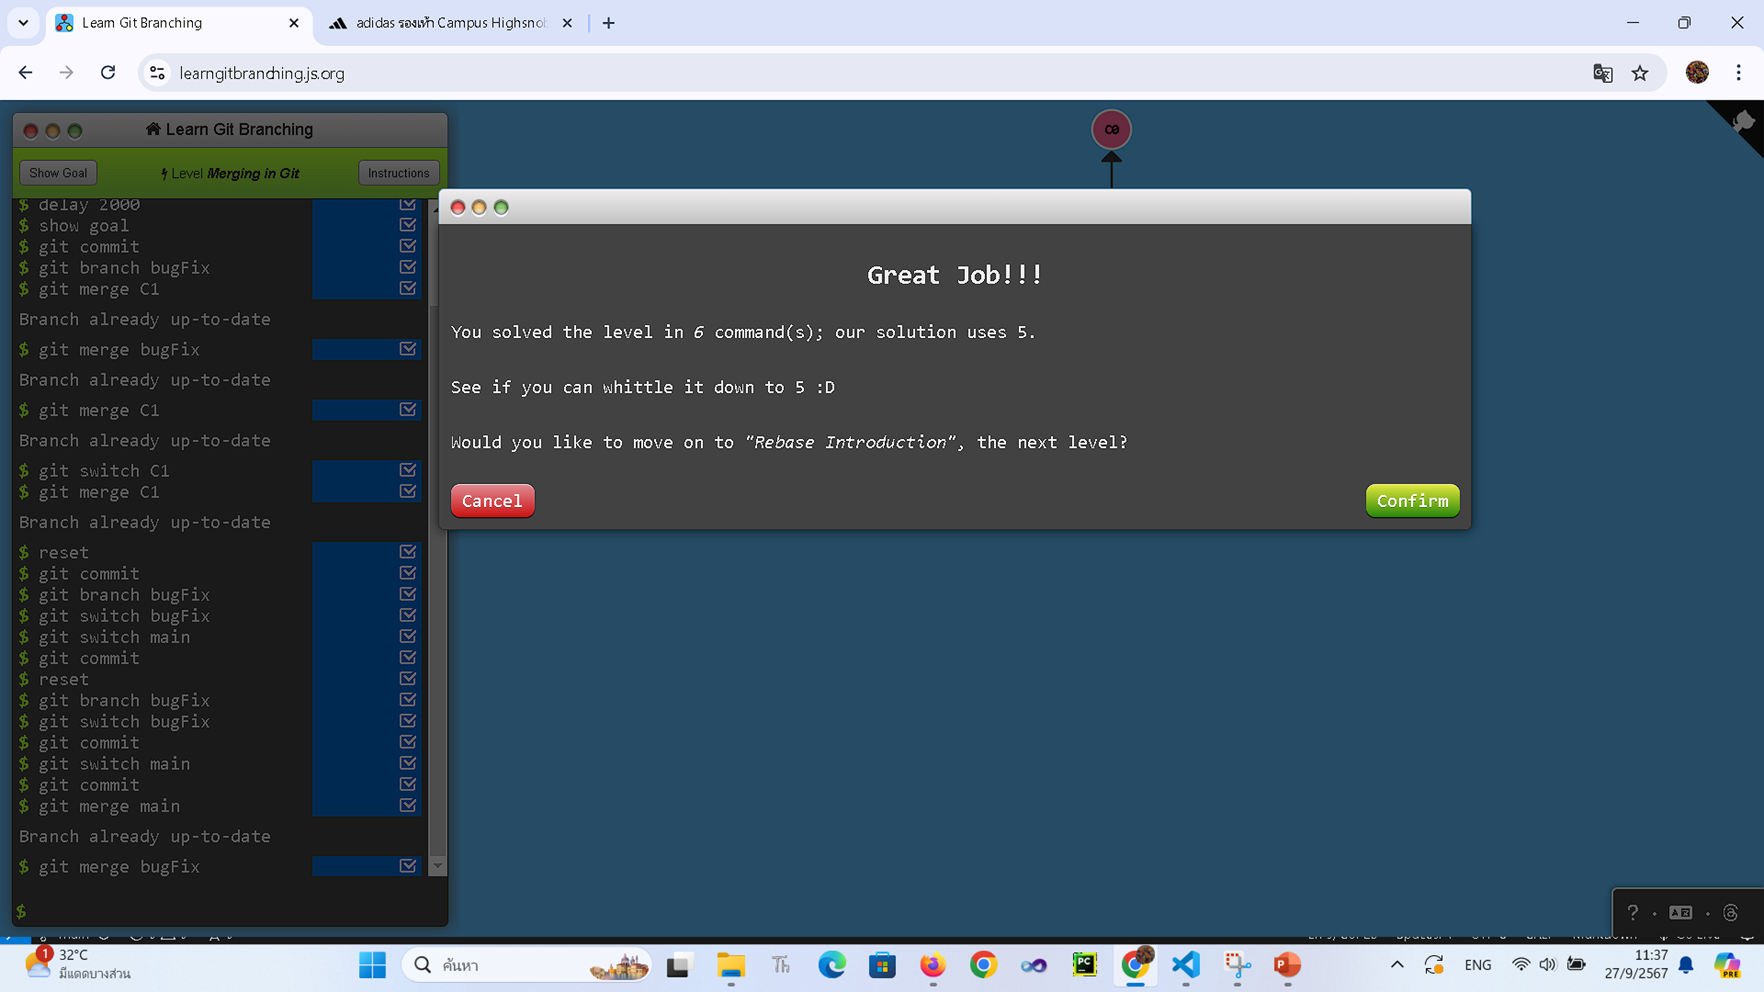 Learn Git Branching
adidas รองเท้า Campus Highsnob
learngitbranching.js.org
Learn Git Branching
Show Goal
Level Merging in Git
Instructions
$ delay 2000
$ show goal
$ git commit
$ git branch bugFix
$ git merge C1
Branch already up-to-date
$ git merge bugFix
Branch already up-to-date
$ git merge C1
Branch already up-to-date
$ git switch C1
$ git merge C1
Branch already up-to-date
$ reset
$ git commit
$ git branch bugFix
$ git switch bugFix
$ git switch main
$ git commit
$ reset
$ git branch bugFix
$ git switch bugFix
$ git commit
$ git switch main
$ git commit
$ git merge main
Branch already up-to-date
$ git merge bugFix
$
C0
Great Job!!!
You solved the level in 6 command(s); our solution uses 5.
See if you can whittle it down to 5 :D
Would you like to move on to "Rebase Introduction", the next level?
Cancel
Confirm
1
32°C
มีแดดบางส่วน
ค้นหา
PC
ENG
11:37
27/9/2567
PRE